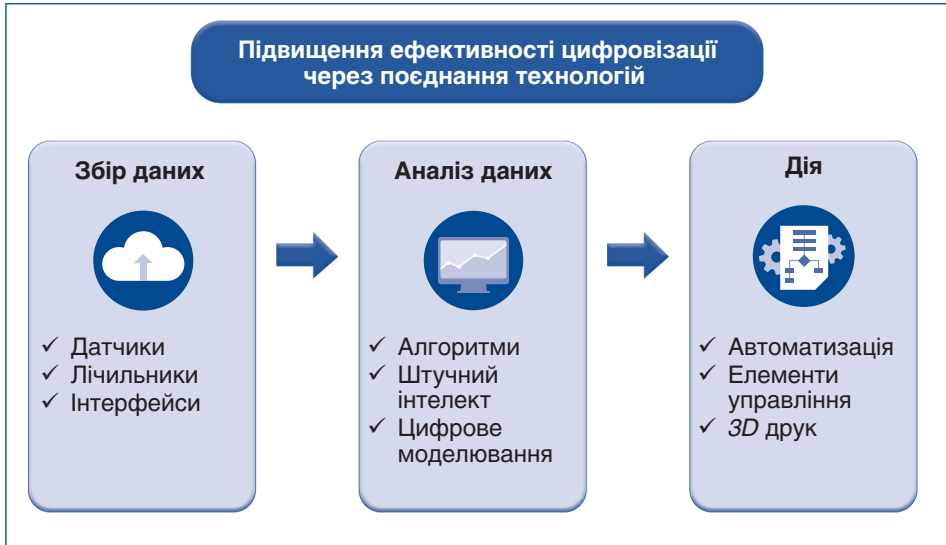 Підвищення ефективності цифровізації
через поєднання технологій
Збір даних
✓ Датчики
✓ Лічильники
✓ Інтерфейси
Аналіз даних
✓ Алгоритми
✓ Штучний
інтелект
✓ Цифрове
моделювання
Дія
✓ Автоматизація
✓ Елементи
управління
✓ 3D друк